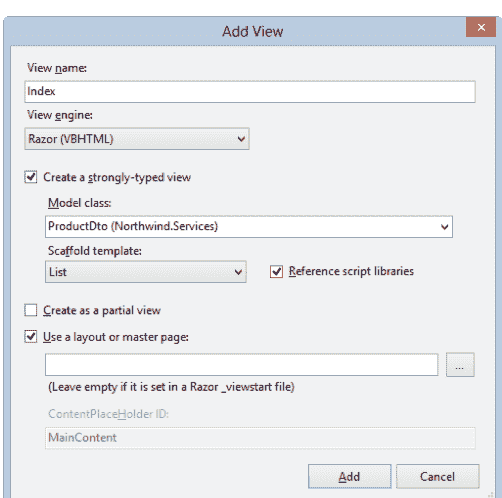 Add View
View name:
Index
View engine:
Razor (VBHTML)
Create a strongly-typed view
Model class:
ProductDto (Northwind.Services)
Scaffold template:
List
Reference script libraries
Create as a partial view
Use a layout or master page:
...
(Leave empty if it is set in a Razor _viewstart file)
ContentPlaceHolder ID:
MainContent
Add
Cancel